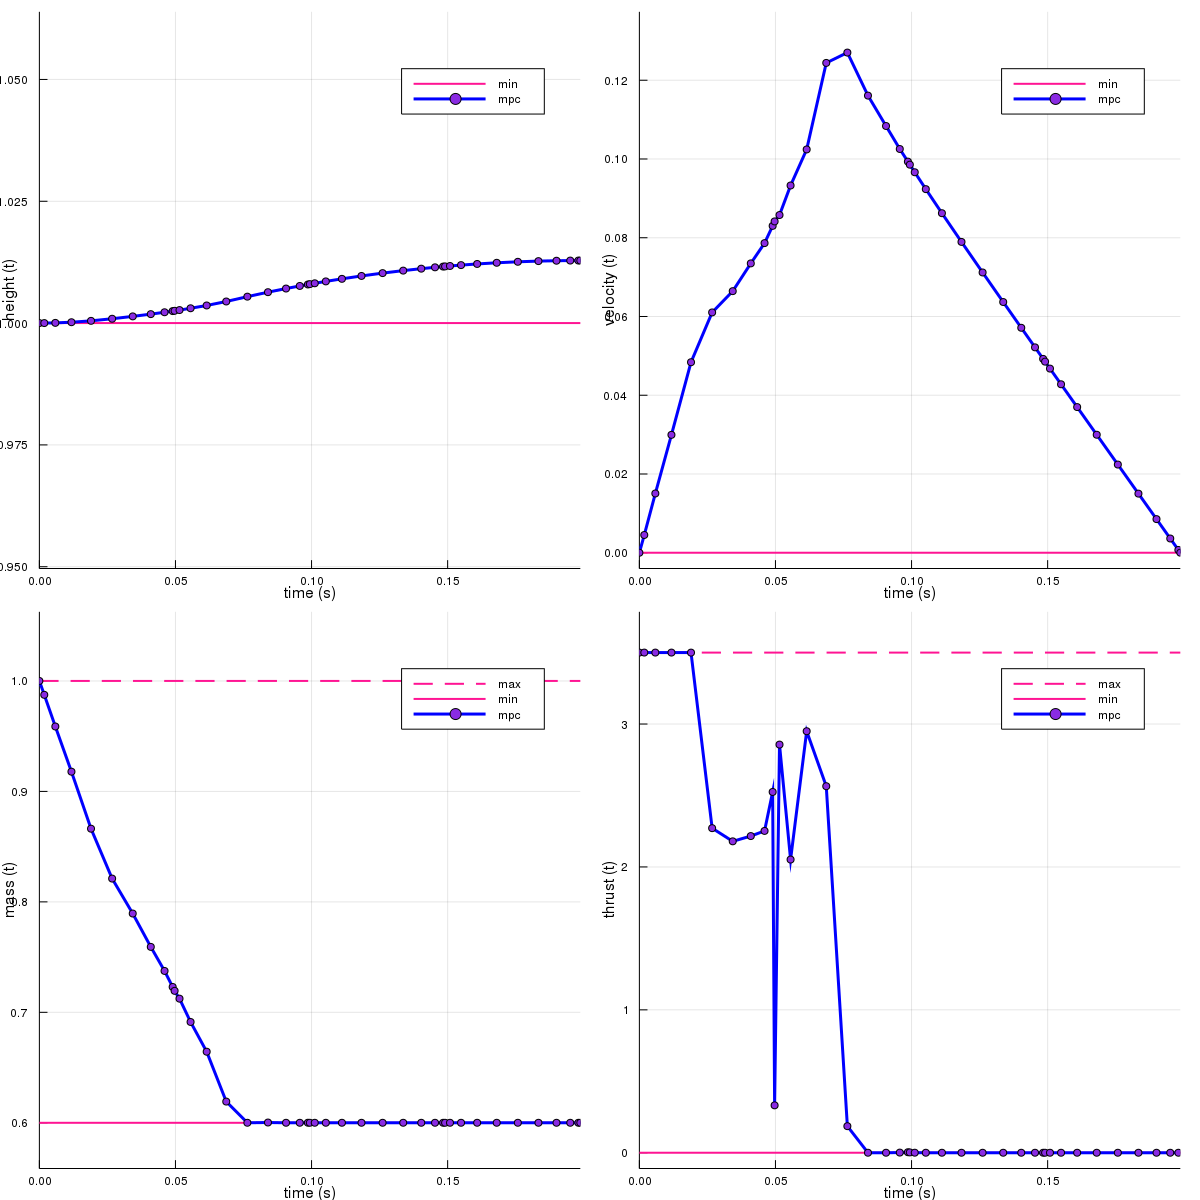 1.050
1.025
1.000
0.975
0.950
height (t)
0.00
0.05
0.10
0.15
time (s)
min
mpc
0.12
0.10
0.08
0.06
0.04
0.02
0.00
velocity (t)
0.00
0.05
0.10
0.15
time (s)
min
mpc
1.0
0.9
0.8
0.7
0.6
mass (t)
0.00
0.05
0.10
0.15
time (s)
max
min
mpc
3
2
1
0
thrust (t)
0.00
0.05
0.10
0.15
time (s)
max
min
mpc